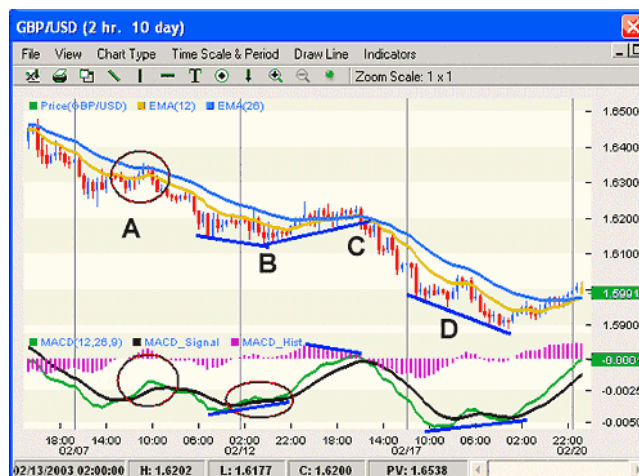 GBP/USD (2 hr. 10 day)
File View Chart Type Time Scale & Period Draw Line Indicators
T Zoom Scale: 1 x 1
Price(GBP/USD) EMA(12) EMA(26)
1.6500
1.6400
1.6300
A
1.6200
B C
1.6100
1.5991
D
1.5900
MACD(12,26,9) MACD_Signal MACD_Hist
-0.0001
-0.0025
-0.0050
18:00 14:00 10:00 06:00 02:00 22:00 18:00 14:00 10:00 06:00 02:00 22:00
02/07 02/12 02/17 02/20
02/13/2003 02:00:00 H: 1.6202 L: 1.6177 C: 1.6200 PV: 1.6538